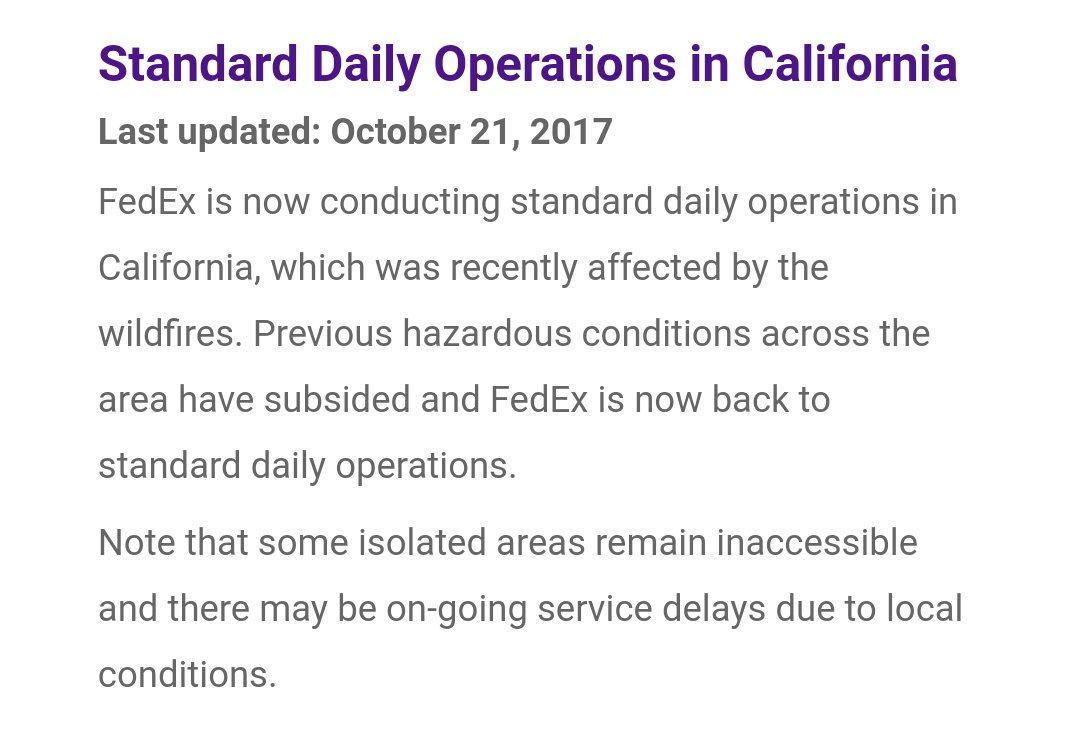 Standard Daily Operations in California
Last updated: October 21, 2017
FedEx is now conducting standard daily operations in
California, which was recently affected by the
wildfires. Previous hazardous conditions across the
area have subsided and FedEx is now back to
standard daily operations.
Note that some isolated areas remain inaccessible
and there may be on-going service delays due to local
conditions.